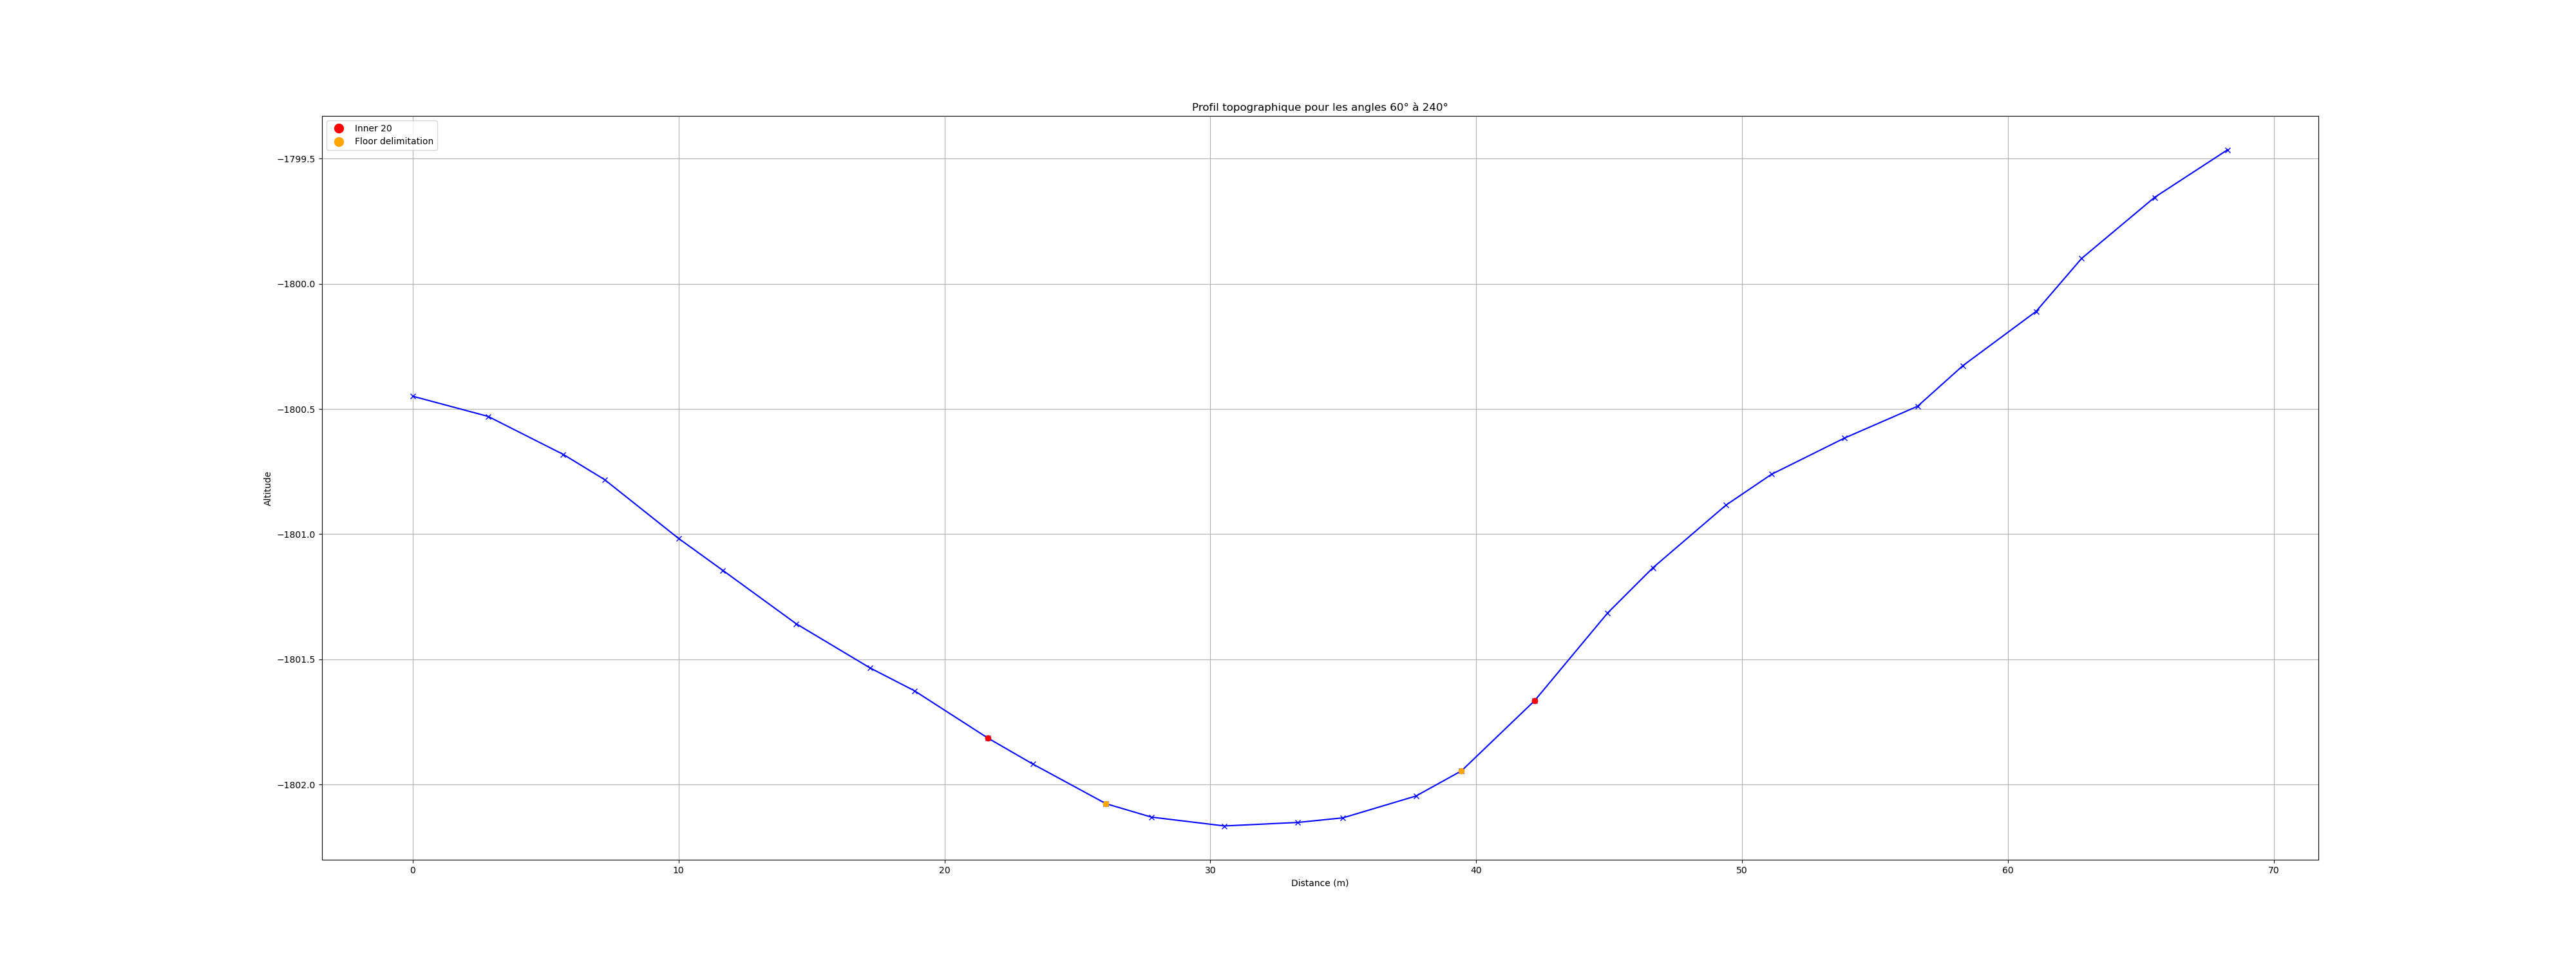 Profil topographique pour les angles 60° à 240°
Inner 20
Floor delimitation
−1799.5
−1800.0
−1800.5
−1801.0
−1801.5
−1802.0
Altitude
0 10 20 30 40 50 60 70
Distance (m)